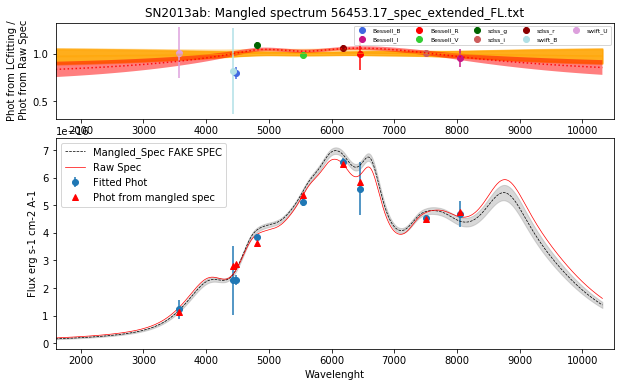 SN2013ab: Mangled spectrum 56453.17_spec_extended_FL.txt
Phot from LCfitting /
Phot from Raw Spec
1.0
0.5
Bessell_B Bessell_R sdss_g sdss_r swift_U
Bessell_I Bessell_V sdss_i swift_B
2000 3000 4000 5000 6000 7000 8000 9000 10000
1e−16
Flux erg s-1 cm-2 A-1
7
6
5
4
3
2
1
0
Mangled_Spec FAKE SPEC
Raw Spec
Fitted Phot
Phot from mangled spec
2000 3000 4000 5000 6000 7000 8000 9000 10000
Wavelenght